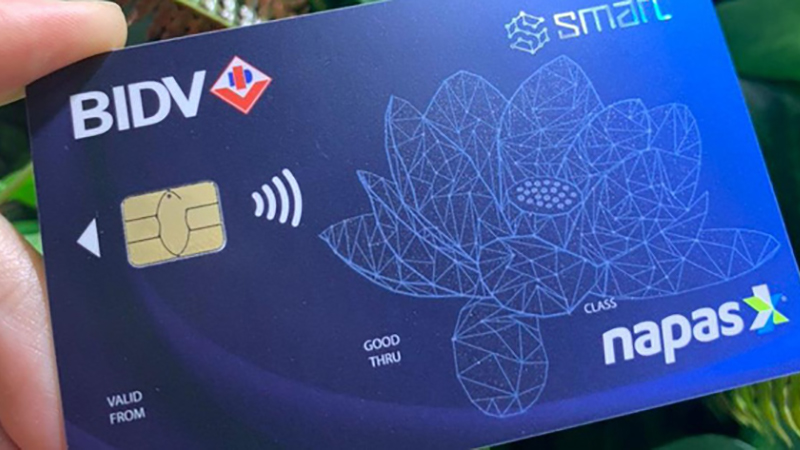 smart
BIDV
CLASS
napas
GOOD
THRU
VALID
FROM